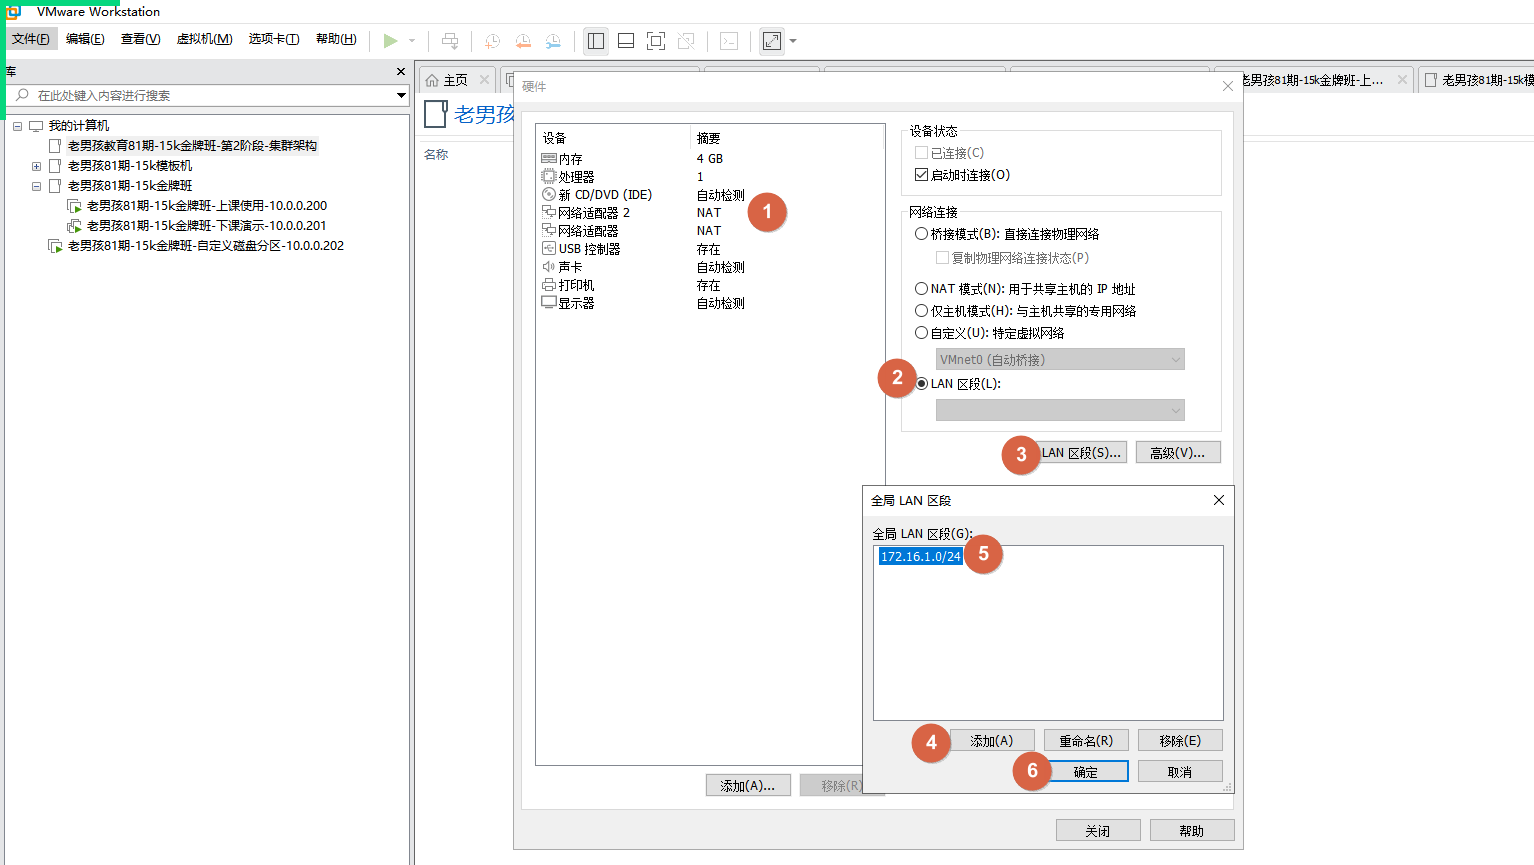 VMware Workstation
文件(F) 编辑(E) 查看(V) 虚拟机(M) 选项卡(T) 帮助(H)
库
在此处键入内容进行搜索
我的计算机
老男孩教育81期-15k金牌班-第2阶段-集群架构
老男孩81期-15k模板机
老男孩81期-15k金牌班
老男孩81期-15k金牌班-上课使用-10.0.0.200
老男孩81期-15k金牌班-下课演示-10.0.0.201
老男孩81期-15k金牌班-自定义磁盘分区-10.0.0.202
主页
老男孩81期-15k金牌班-上...
老男孩81期-15k模
老男孩
名称
硬件
设备 摘要
内存 4 GB
处理器 1
新 CD/DVD (IDE) 自动检测
网络适配器 2 NAT
网络适配器 NAT
USB 控制器 存在
声卡 自动检测
打印机 存在
显示器 自动检测
1
添加(A)... 移除(R)
设备状态
已连接(C)
启动时连接(O)
网络连接
桥接模式(B): 直接连接物理网络
复制物理网络连接状态(P)
NAT 模式(N): 用于共享主机的 IP 地址
仅主机模式(H): 与主机共享的专用网络
自定义(U): 特定虚拟网络
VMnet0 (自动桥接)
2 LAN 区段(L):
3 LAN 区段(S)... 高级(V)...
全局 LAN 区段
全局 LAN 区段(G):
172.16.1.0/24 5
4 添加(A) 重命名(R) 移除(E)
6 确定 取消
关闭 帮助